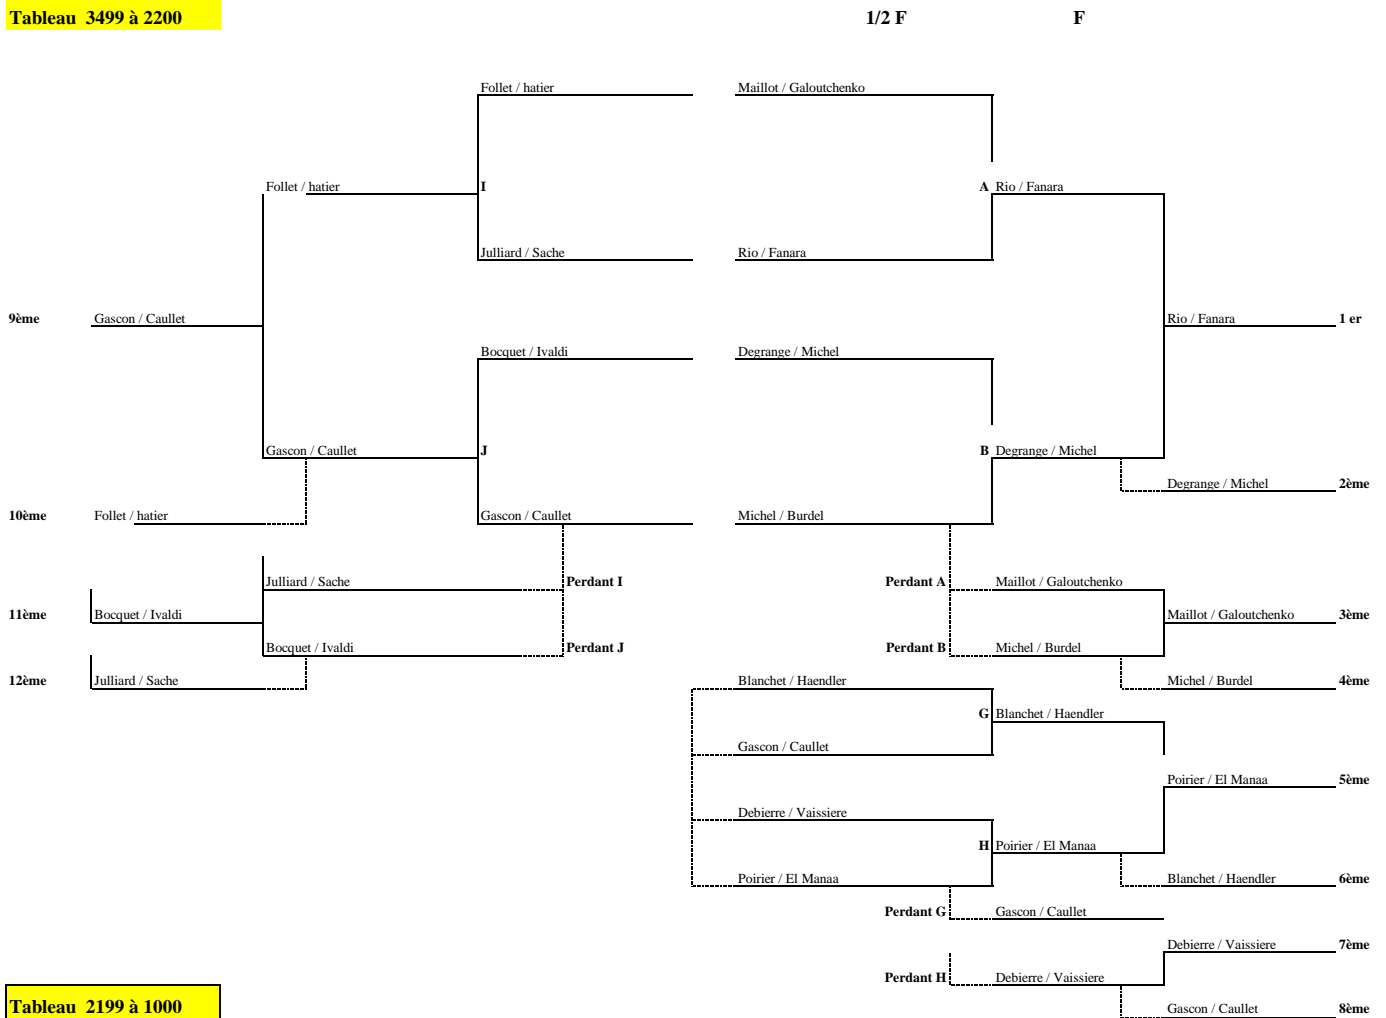 Tableau 3499 à 2200 1/2 F F
Follet / hatier Maillot / Galoutchenko
Follet / hatier I A Rio / Fanara
Julliard / Sache Rio / Fanara
9ème Gascon / Caullet Rio / Fanara 1 er
Bocquet / Ivaldi Degrange / Michel
Gascon / Caullet J B Degrange / Michel
Degrange / Michel 2ème
10ème Follet / hatier Gascon / Caullet Michel / Burdel
Julliard / Sache Perdant I Perdant A Maillot / Galoutchenko
11ème Bocquet / Ivaldi Maillot / Galoutchenko 3ème
Bocquet / Ivaldi Perdant J Perdant B Michel / Burdel
12ème Julliard / Sache Blanchet / Haendler Michel / Burdel 4ème
G Blanchet / Haendler
Gascon / Caullet
Poirier / El Manaa 5ème
Debierre / Vaissiere
H Poirier / El Manaa
Poirier / El Manaa Blanchet / Haendler 6ème
Perdant G Gascon / Caullet
Debierre / Vaissiere 7ème
Perdant H Debierre / Vaissiere
Tableau 2199 à 1000 Gascon / Caullet 8ème